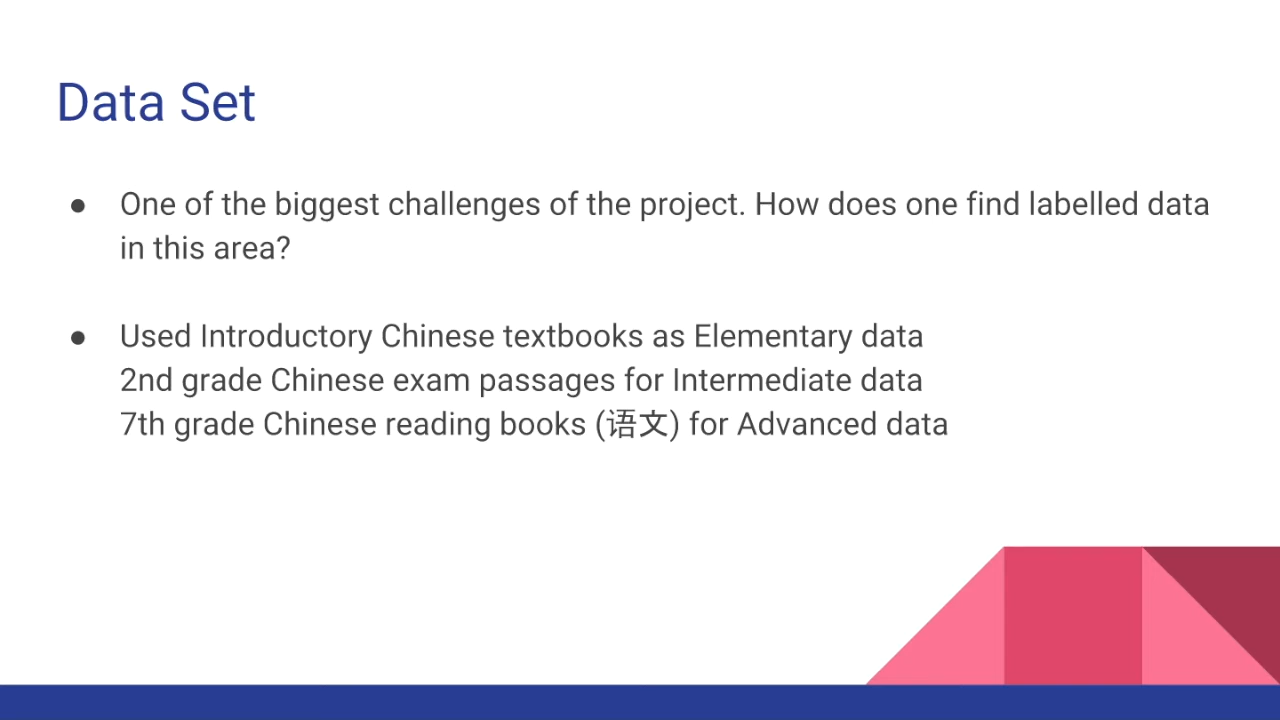 Data Set
● One of the biggest challenges of the project. How does one find labelled data
in this area?
● Used Introductory Chinese textbooks as Elementary data
2nd grade Chinese exam passages for Intermediate data
7th grade Chinese reading books (语文) for Advanced data